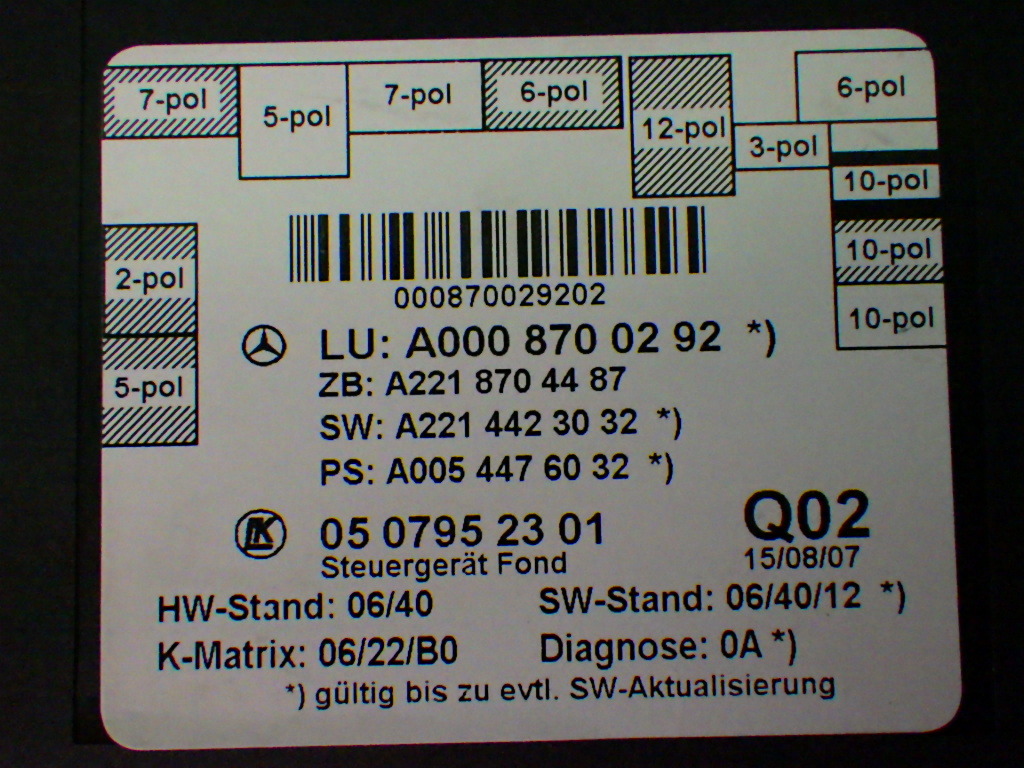 7-pol
5-pol
7-pol
6-pol
12-pol
6-pol
3-pol
10-pol
10-pol
10-pol
2-pol
5-pol
000870029202
LU: A000 870 02 92 *)
ZB: A221 870 44 87
SW: A221 442 30 32 *)
PS: A005 447 60 32 *)
LK 05 0795 23 01
Q02
Steuergerät Fond
15/08/07
HW-Stand: 06/40 SW-Stand: 06/40/12 *)
K-Matrix: 06/22/B0 Diagnose: 0A *)
*) gültig bis zu evtl. SW-Aktualisierung